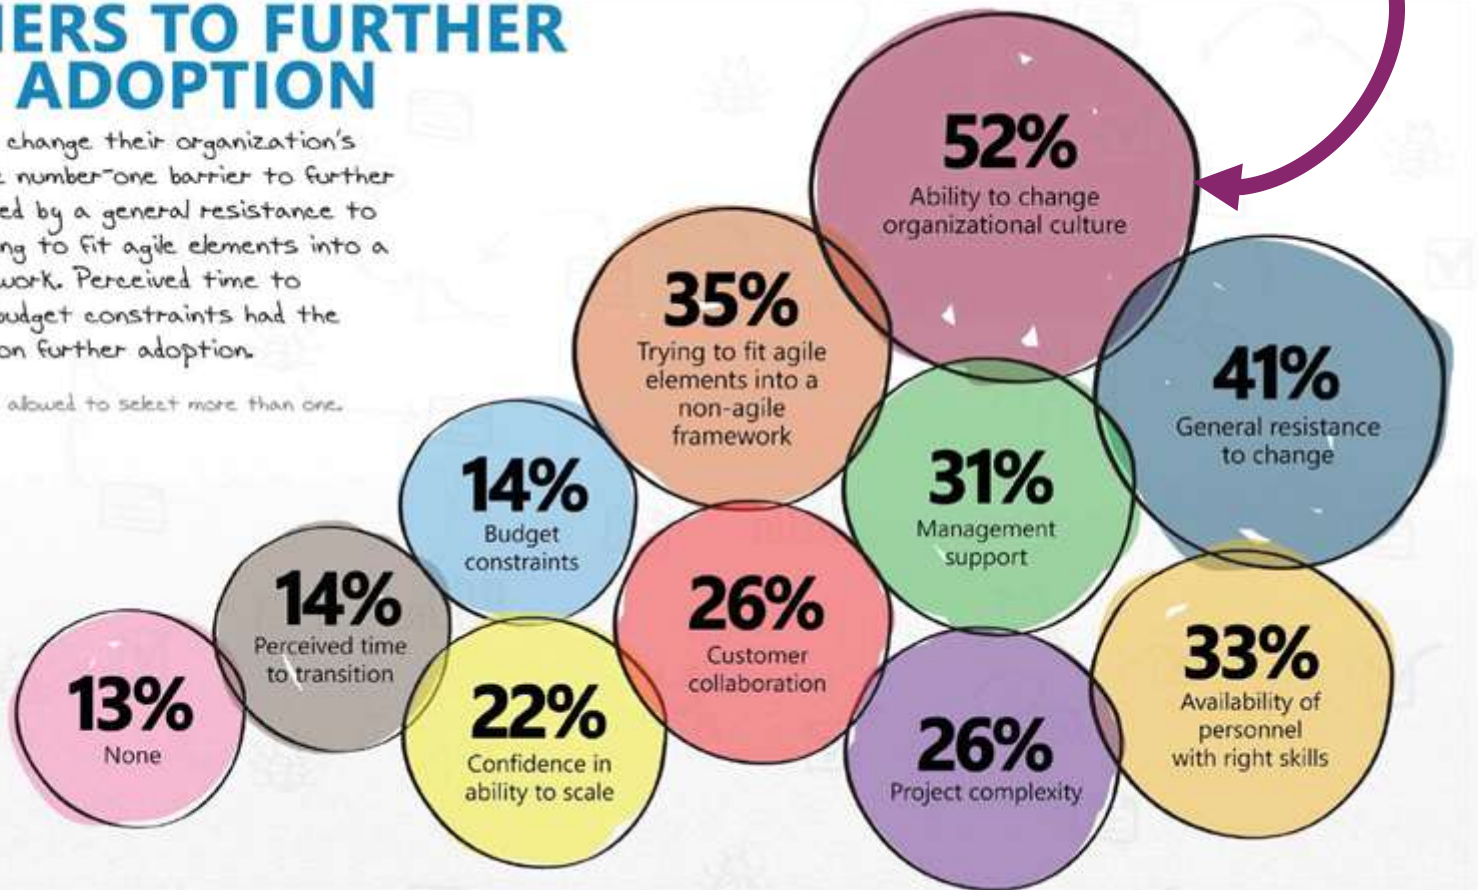 IERS TO FURTHER
ADOPTION
change their organization's
number-one barrier to further
ed by a general resistance to
ng to fit agile elements into a
work. Perceived time to
budget constraints had the
on further adoption.
allowed to select more than one.
52%
Ability to change
organizational culture
35%
Trying to fit agile
elements into a
non-agile
framework
41%
General resistance
to change
14%
Budget
constraints
31%
Management
support
14%
Perceived time
to transition
26%
Customer
collaboration
33%
Availability of
personnel
with right skills
13%
None
22%
Confidence in
ability to scale
26%
Project complexity